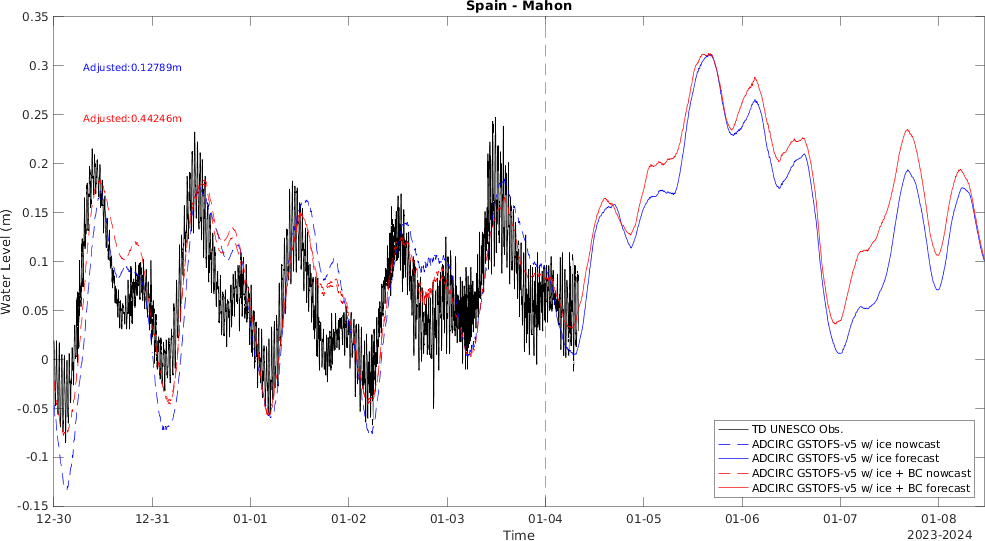 Spain - Mahon
0.35
0.3
0.25
0.2
0.15
0.1
0.05
0
-0.05
-0.1
-0.15
Water Level (m)
Adjusted:0.12789m
Adjusted:0.44246m
TD UNESCO Obs.
ADCIRC GSTOFS-v5 w/ ice nowcast
ADCIRC GSTOFS-v5 w/ ice forecast
ADCIRC GSTOFS-v5 w/ ice + BC nowcast
ADCIRC GSTOFS-v5 w/ ice + BC forecast
12-30 12-31 01-01 01-02 01-03 01-04 01-05 01-06 01-07 01-08
Time
2023-2024